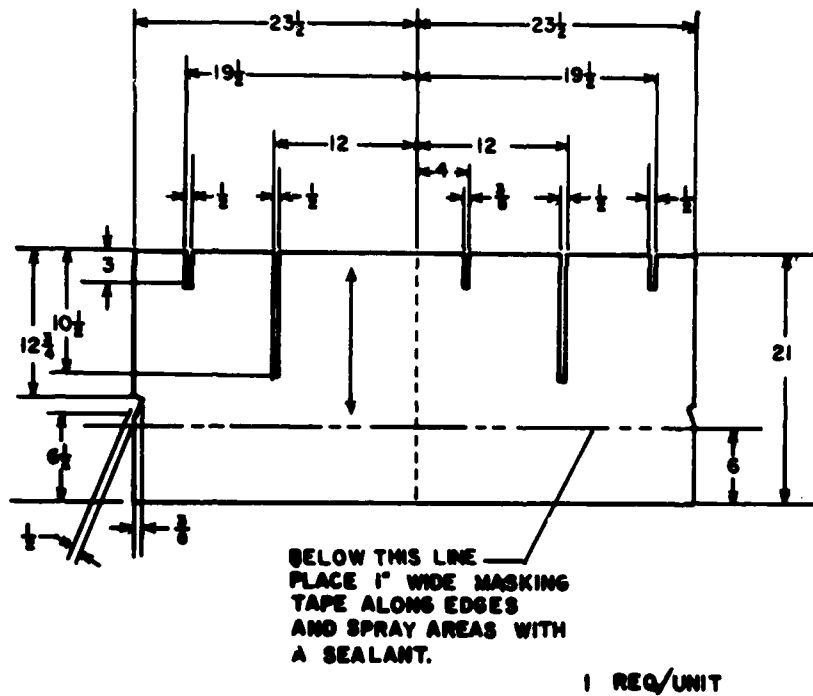 23½ 23½
19½ 19½
12 12
4
½ ½ 3/8 ½ ½
3
10½
12¾
21
6½
6
½ 3/8
BELOW THIS LINE
PLACE 1" WIDE MASKING
TAPE ALONG EDGES
AND SPRAY AREAS WITH
A SEALANT.
1 REQ/UNIT